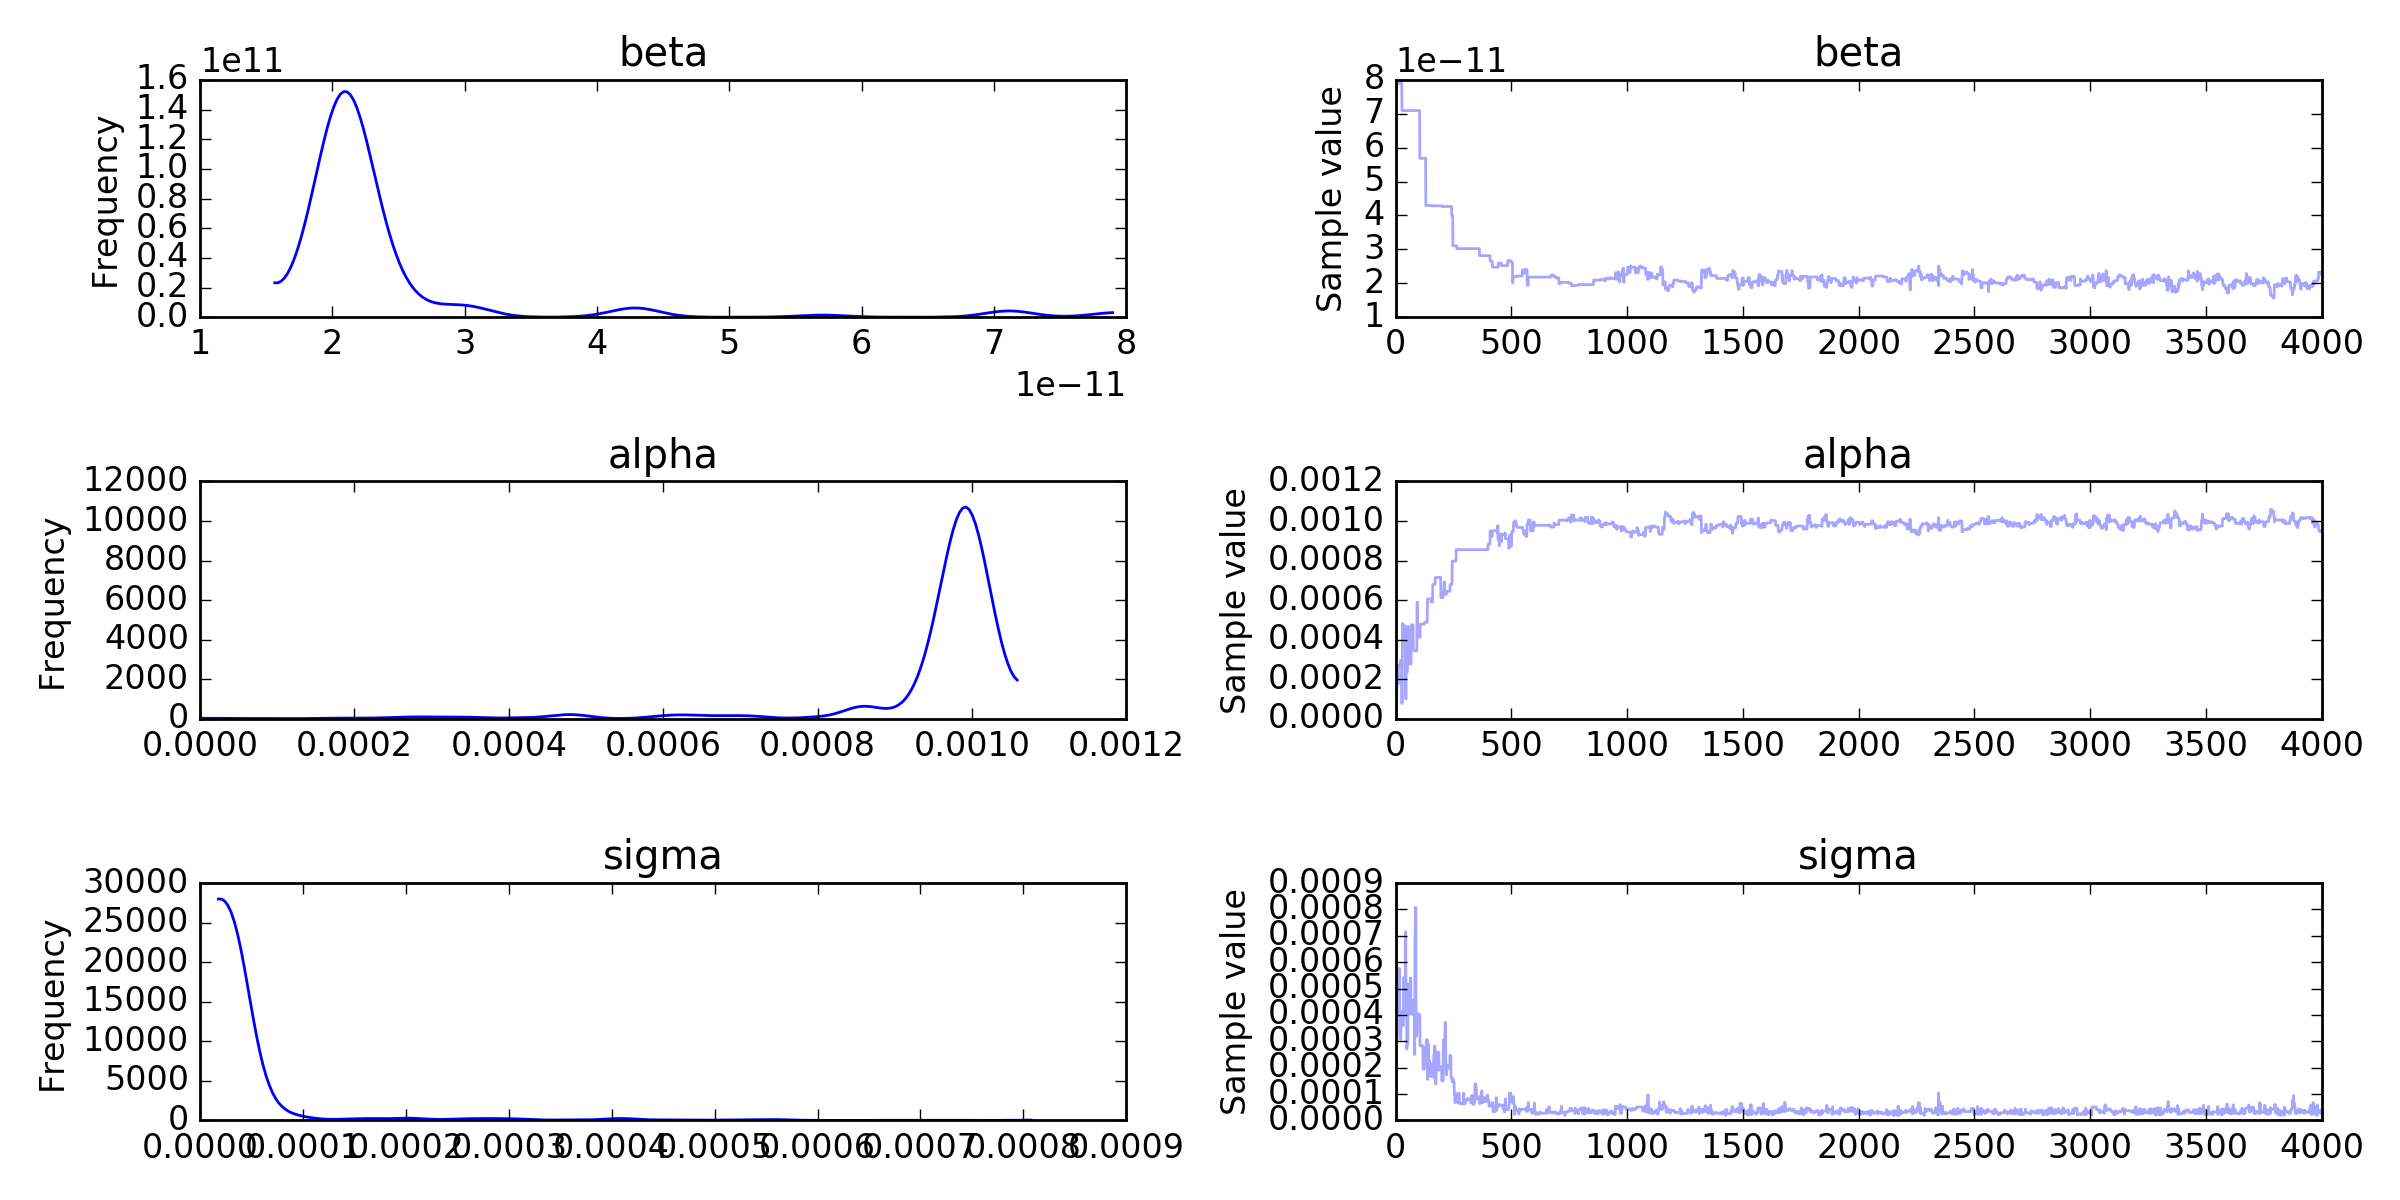 beta
1e11
Frequency
1.6
1.4
1.2
1.0
0.8
0.6
0.4
0.2
0.0
1 2 3 4 5 6 7 8
1e−11
beta
1e−11
Sample value
8
7
6
5
4
3
2
1
0 500 1000 1500 2000 2500 3000 3500 4000
alpha
Frequency
12000
10000
8000
6000
4000
2000
0
0.0000 0.0002 0.0004 0.0006 0.0008 0.0010 0.0012
alpha
Sample value
0.0012
0.0010
0.0008
0.0006
0.0004
0.0002
0.0000
0 500 1000 1500 2000 2500 3000 3500 4000
sigma
Frequency
30000
25000
20000
15000
10000
5000
0
0.0000 0.0001 0.0002 0.0003 0.0004 0.0005 0.0006 0.0007 0.0008 0.0009
sigma
Sample value
0.0009
0.0008
0.0007
0.0006
0.0005
0.0004
0.0003
0.0002
0.0001
0.0000
0 500 1000 1500 2000 2500 3000 3500 4000